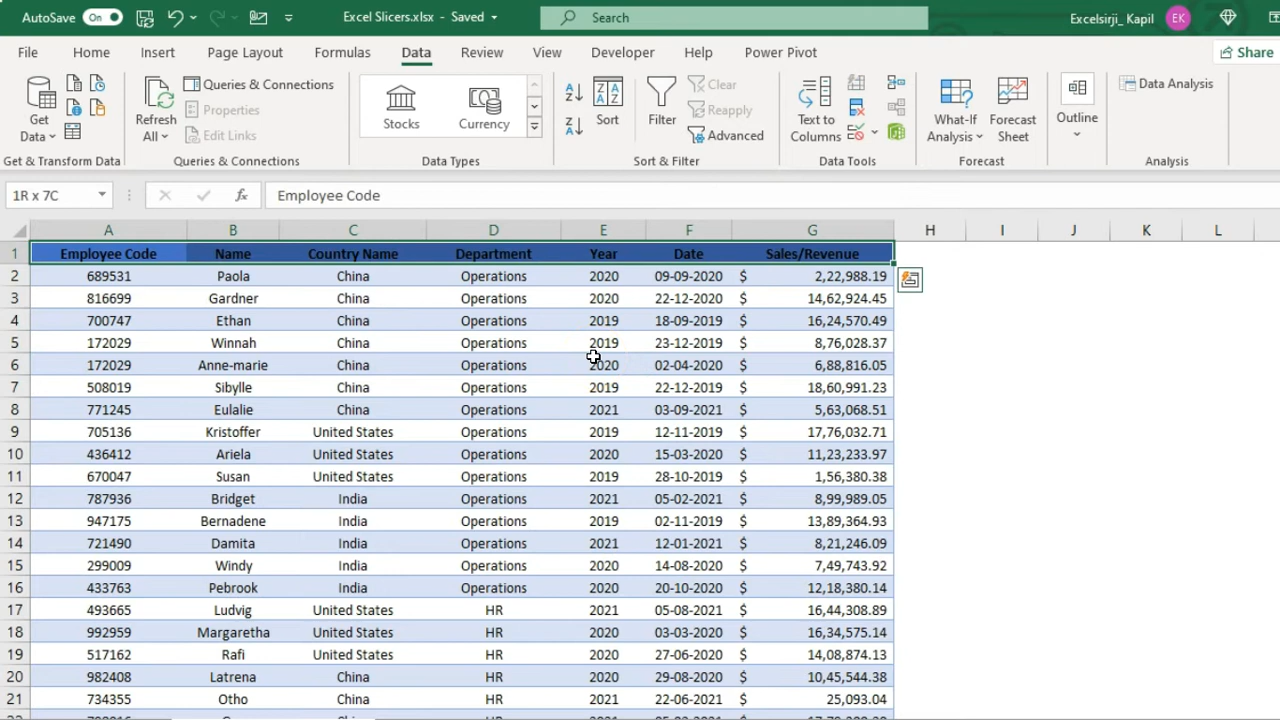 AutoSave On Excel Slicers.xlsx - Saved Search Excelsirji_ Kapil EK
File Home Insert Page Layout Formulas Data Review View Developer Help Power Pivot Share
Get Data Refresh All Queries & Connections Properties Edit Links Stocks Currency Sort Filter Clear Reapply Advanced Text to Columns What-If Analysis Forecast Sheet Outline Data Analysis
Get & Transform Data Queries & Connections Data Types Sort & Filter Data Tools Forecast Analysis
1R x 7C fx Employee Code
A B C D E F G H I J K L
1 Employee Code Name Country Name Department Year Date Sales/Revenue
2 689531 Paola China Operations 2020 09-09-2020 $ 2,22,988.19
3 816699 Gardner China Operations 2020 22-12-2020 $ 14,62,924.45
4 700747 Ethan China Operations 2019 18-09-2019 $ 16,24,570.49
5 172029 Winnah China Operations 2019 23-12-2019 $ 8,76,028.37
6 172029 Anne-marie China Operations 2020 02-04-2020 $ 6,88,816.05
7 508019 Sibylle China Operations 2019 22-12-2019 $ 18,60,991.23
8 771245 Eulalie China Operations 2021 03-09-2021 $ 5,63,068.51
9 705136 Kristoffer United States Operations 2019 12-11-2019 $ 17,76,032.71
10 436412 Ariela United States Operations 2020 15-03-2020 $ 11,23,233.97
11 670047 Susan United States Operations 2019 28-10-2019 $ 1,56,380.38
12 787936 Bridget India Operations 2021 05-02-2021 $ 8,99,989.05
13 947175 Bernadene India Operations 2019 02-11-2019 $ 13,89,364.93
14 721490 Damita India Operations 2021 12-01-2021 $ 8,21,246.09
15 299009 Windy India Operations 2020 14-08-2020 $ 7,49,743.92
16 433763 Pebrook India Operations 2020 20-10-2020 $ 12,18,380.14
17 493665 Ludvig United States HR 2021 05-08-2021 $ 16,44,308.89
18 992959 Margaretha United States HR 2020 03-03-2020 $ 16,34,575.14
19 517162 Rafi United States HR 2020 27-06-2020 $ 14,08,874.13
20 982408 Latrena China HR 2020 29-08-2020 $ 10,45,544.38
21 734355 Otho China HR 2021 22-06-2021 $ 25,093.04